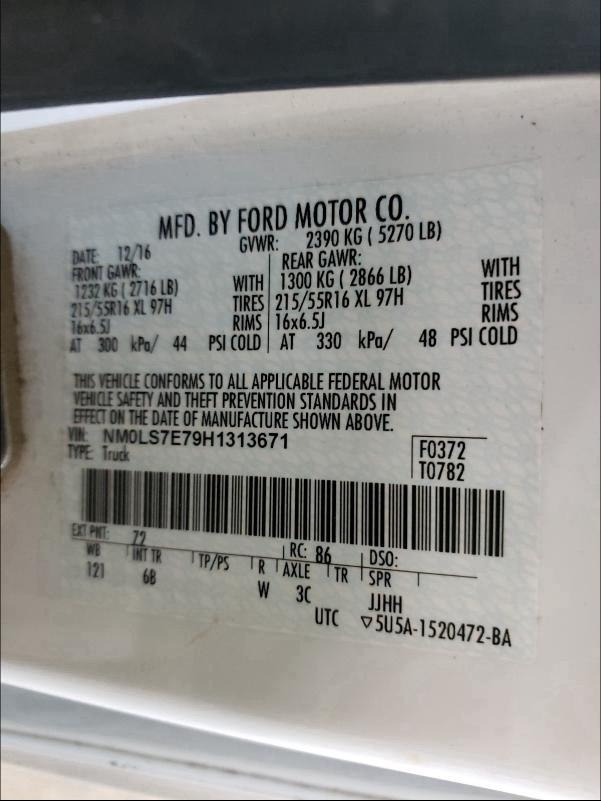 MFD. BY FORD MOTOR CO.
DATE: 12/16 GVWR: 2390 KG ( 5270 LB)
FRONT GAWR: REAR GAWR:
1232 KG ( 2716 LB) WITH 1300 KG ( 2866 LB) WITH
215/55R16 XL 97H TIRES 215/55R16 XL 97H TIRES
16x6.5J RIMS 16x6.5J RIMS
AT 300 kPa/ 44 PSI COLD AT 330 kPa/ 48 PSI COLD
THIS VEHICLE CONFORMS TO ALL APPLICABLE FEDERAL MOTOR
VEHICLE SAFETY AND THEFT PREVENTION STANDARDS IN
EFFECT ON THE DATE OF MANUFACTURE SHOWN ABOVE.
VIN: NM0LS7E79H1313671
TYPE: Truck
F0372
T0782
EXT PNT: 72 RC: 86 DSO:
WB INT TR TP/PS R AXLE TR SPR
121 6B W 3C JJHH
UTC ▽5U5A-1520472-BA